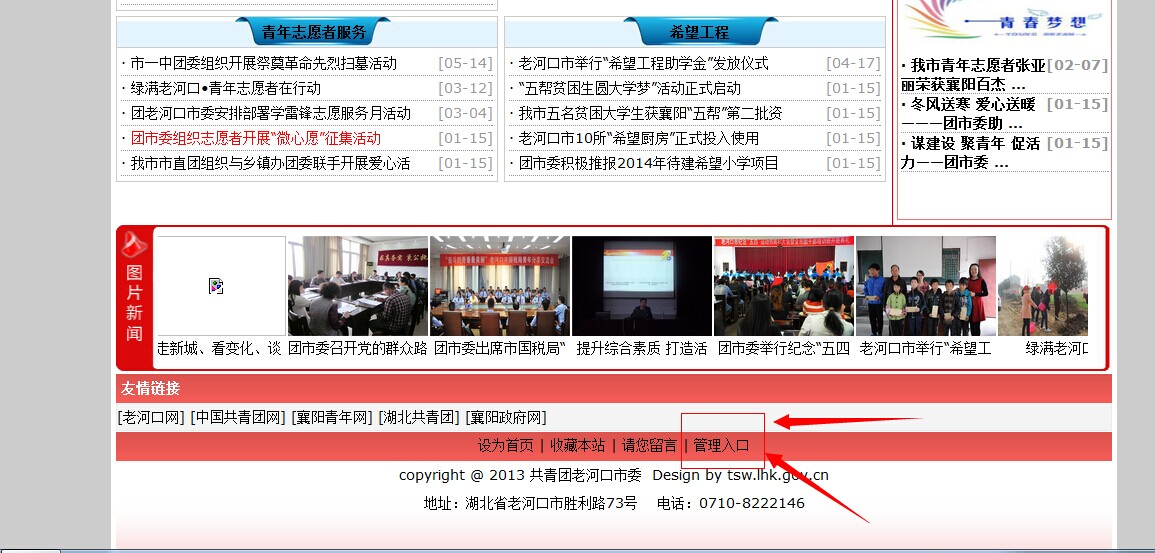 青春梦想
青年志愿者服务
· 市一中团委组织开展祭奠革命先烈扫墓活动 [05-14]
· 绿满老河口•青年志愿者在行动 [03-12]
· 团老河口市委安排部署学雷锋志愿服务月活动 [03-04]
· 团市委组织志愿者开展“微心愿”征集活动 [01-15]
· 我市市直团组织与乡镇办团委联手开展爱心活 [01-15]
希望工程
· 老河口市举行“希望工程助学金”发放仪式 [04-17]
· “五帮贫困生圆大学梦”活动正式启动 [01-15]
· 我市五名贫困大学生获襄阳“五帮”第二批资 [01-15]
· 老河口市10所“希望厨房”正式投入使用 [01-15]
· 团市委积极推报2014年待建希望小学项目 [01-15]
· 我市青年志愿者张亚 [02-07]
丽荣获襄阳百杰 ...
· 冬风送寒 爱心送暖 [01-15]
———团市委助 ...
· 谋建设 聚青年 促活 [01-15]
力——团市委 ...
图片新闻
走新城、看变化、谈
团市委召开党的群众路
团市委出席市国税局“
提升综合素质 打造活
团市委举行纪念“五四
老河口市举行“希望工
绿满老河口
友情链接
[老河口网] [中国共青团网] [襄阳青年网] [湖北共青团] [襄阳政府网]
设为首页 | 收藏本站 | 请您留言 | 管理入口
copyright @ 2013 共青团老河口市委 Design by tsw.lhk.gov.cn
地址：湖北省老河口市胜利路73号 电话：0710-8222146